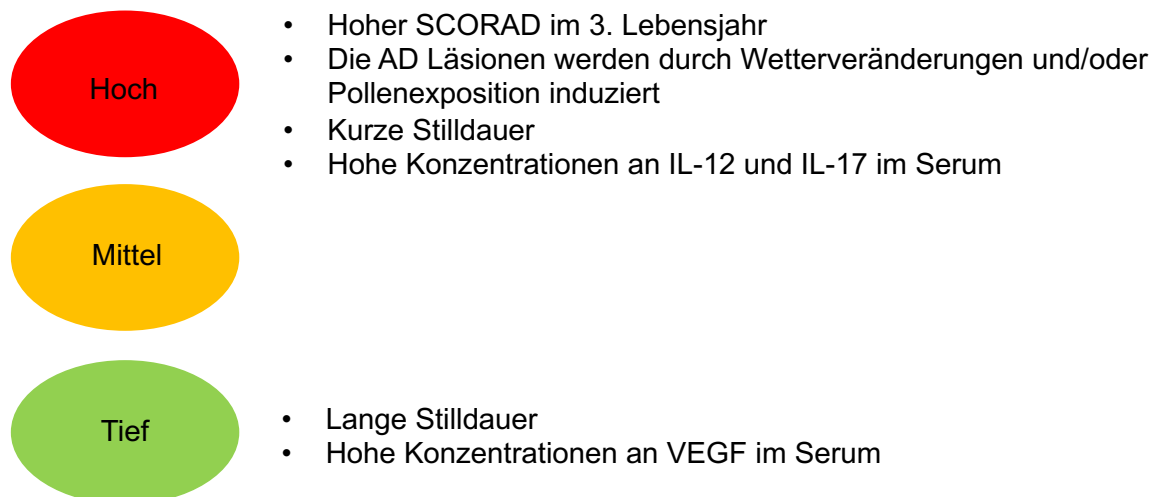 Hoch
• Hoher SCORAD im 3. Lebensjahr
• Die AD Läsionen werden durch Wetterveränderungen und/oder
Pollenexposition induziert
• Kurze Stilldauer
• Hohe Konzentrationen an IL-12 und IL-17 im Serum
Mittel
Tief
• Lange Stilldauer
• Hohe Konzentrationen an VEGF im Serum